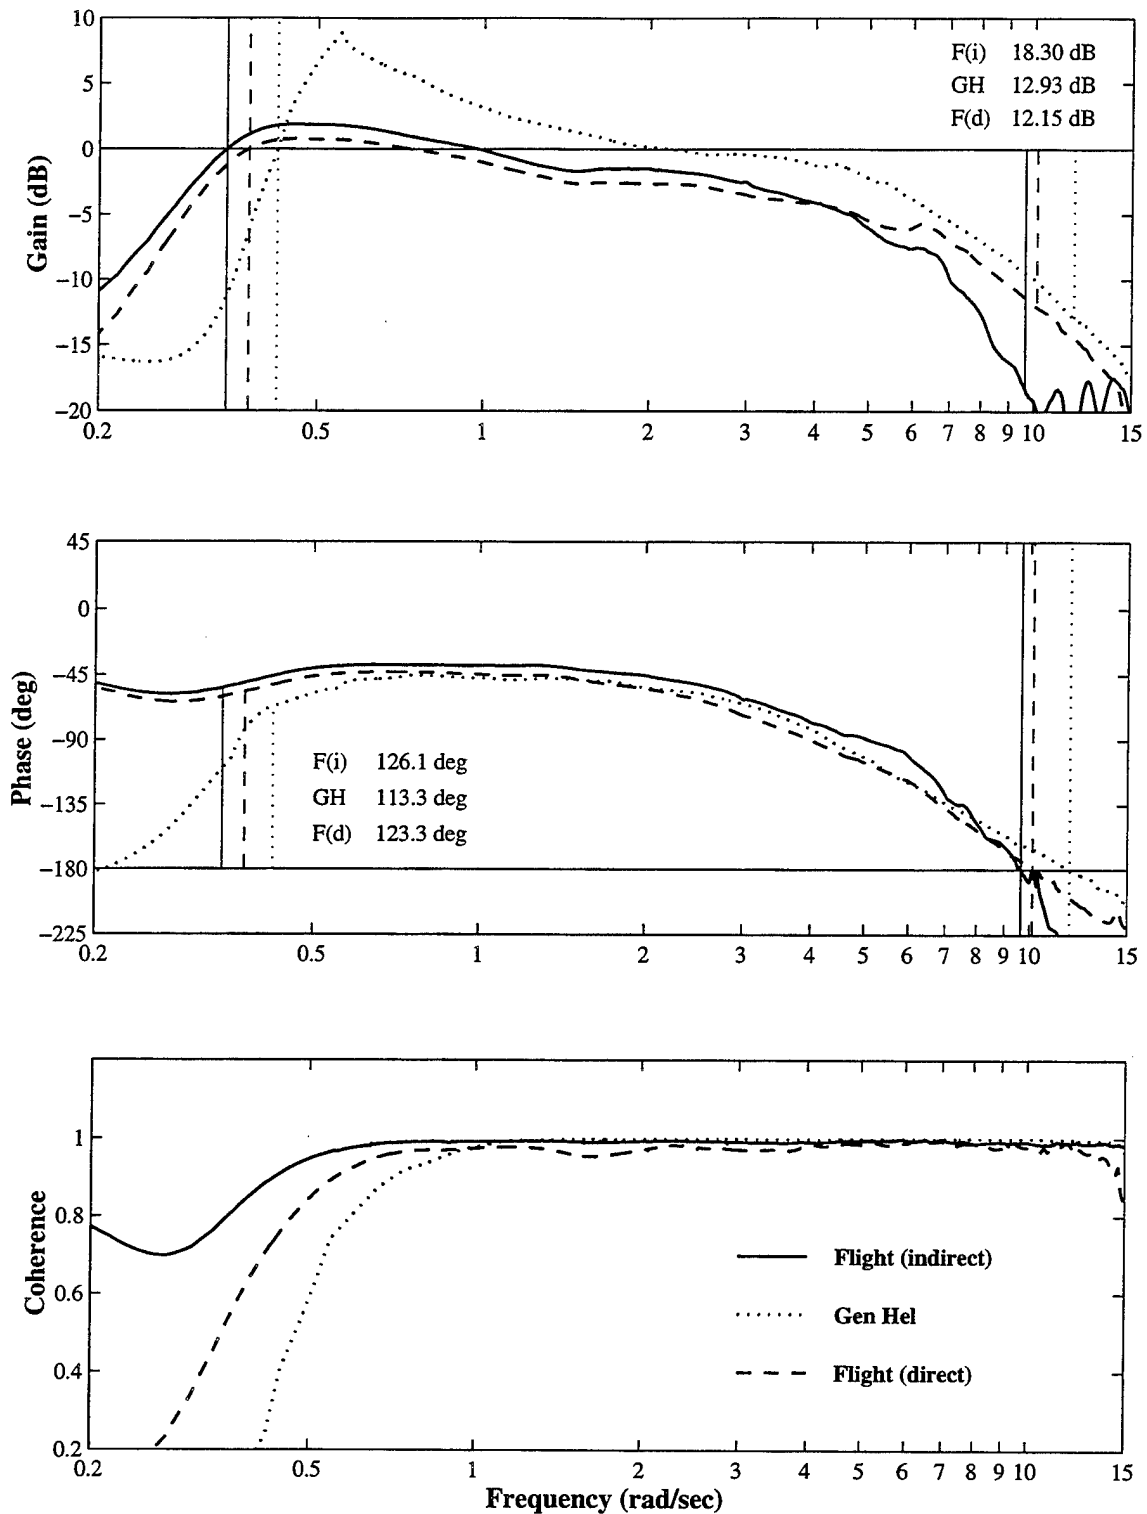 10
5
0
−5
−10
−15
−20
Gain (dB)
F(i) 18.30 dB
GH 12.93 dB
F(d) 12.15 dB
0.2 0.5 1 2 3 4 5 6 7 8 9 10 15
45
0
−45
−90
−135
−180
−225
Phase (deg)
F(i) 126.1 deg
GH 113.3 deg
F(d) 123.3 deg
0.2 0.5 1 2 3 4 5 6 7 8 9 10 15
1
0.8
0.6
0.4
0.2
Coherence
Flight (indirect)
Gen Hel
Flight (direct)
0.2 0.5 1 2 3 4 5 6 7 8 9 10 15
Frequency (rad/sec)